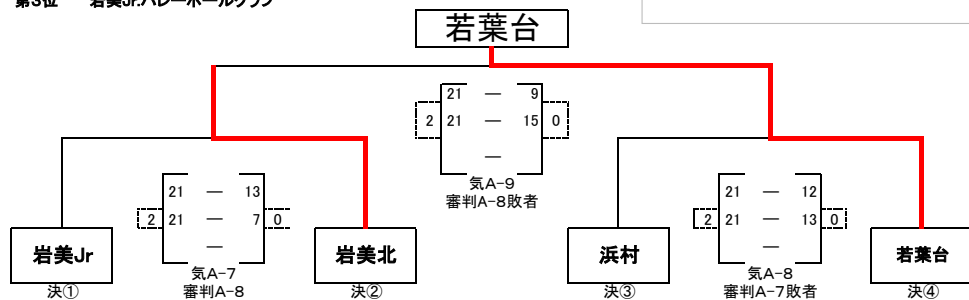 第3位 岩美Jr.バレーボールクラブ
若葉台
21 ― 9
2 21 ― 15 0
―
気A-9
審判A-8敗者
21 ― 13
2 21 ― 7 0
―
気A-7
審判A-8
21 ― 12
2 21 ― 13 0
―
気A-8
審判A-7敗者
岩美Jr
決①
岩美北
決②
浜村
決③
若葉台
決④